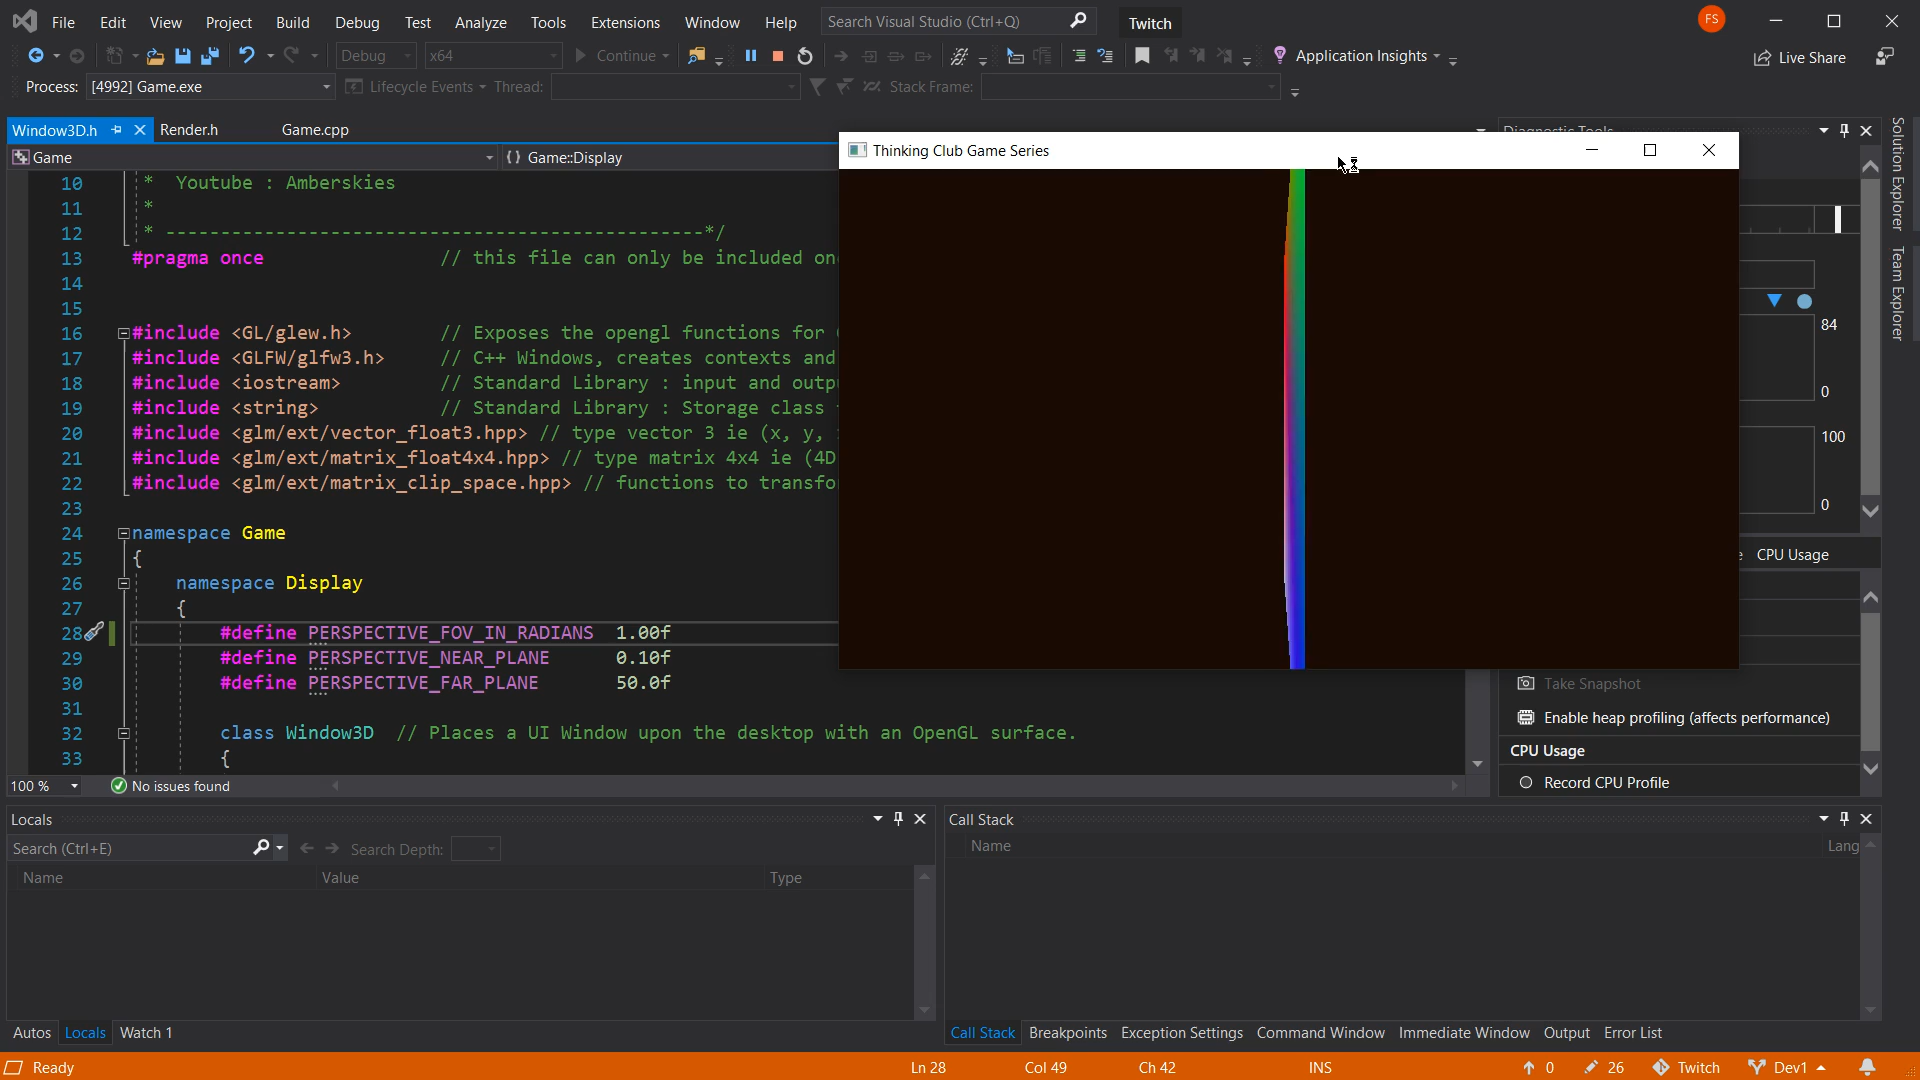 File Edit View Project Build Debug Test Analyze Tools Extensions Window Help Search Visual Studio (Ctrl+Q) Twitch FS
Debug x64 Continue Application Insights Live Share
Process: [4992] Game.exe Lifecycle Events Thread: Stack Frame:
Window3D.h Render.h Game.cpp
Diagnostic Tools
Game Game::Display
Thinking Club Game Series
Solution Explorer
Team Explorer
10 * Youtube : Amberskies
11 *
12 * -------------------------------------------------*/
13 #pragma once // this file can only be included on
14
15
16 #include <GL/glew.h> // Exposes the opengl functions for
17 #include <GLFW/glfw3.h> // C++ Windows, creates contexts and
18 #include <iostream> // Standard Library : input and outp
19 #include <string> // Standard Library : Storage class
20 #include <glm/ext/vector_float3.hpp> // type vector 3 ie (x, y,
21 #include <glm/ext/matrix_float4x4.hpp> // type matrix 4x4 ie (4D
22 #include <glm/ext/matrix_clip_space.hpp> // functions to transfo
23
24 namespace Game
25 {
26 namespace Display
27 {
28 #define PERSPECTIVE_FOV_IN_RADIANS 1.00f
29 #define PERSPECTIVE_NEAR_PLANE 0.10f
30 #define PERSPECTIVE_FAR_PLANE 50.0f
31
32 class Window3D // Places a UI Window upon the desktop with an OpenGL surface.
33 {
84
0
100
0
CPU Usage
Take Snapshot
Enable heap profiling (affects performance)
CPU Usage
Record CPU Profile
100 % No issues found
Locals
Search (Ctrl+E) Search Depth:
Name Value Type
Call Stack
Name Lang
Autos Locals Watch 1
Call Stack Breakpoints Exception Settings Command Window Immediate Window Output Error List
Ready Ln 28 Col 49 Ch 42 INS 0 26 Twitch Dev1